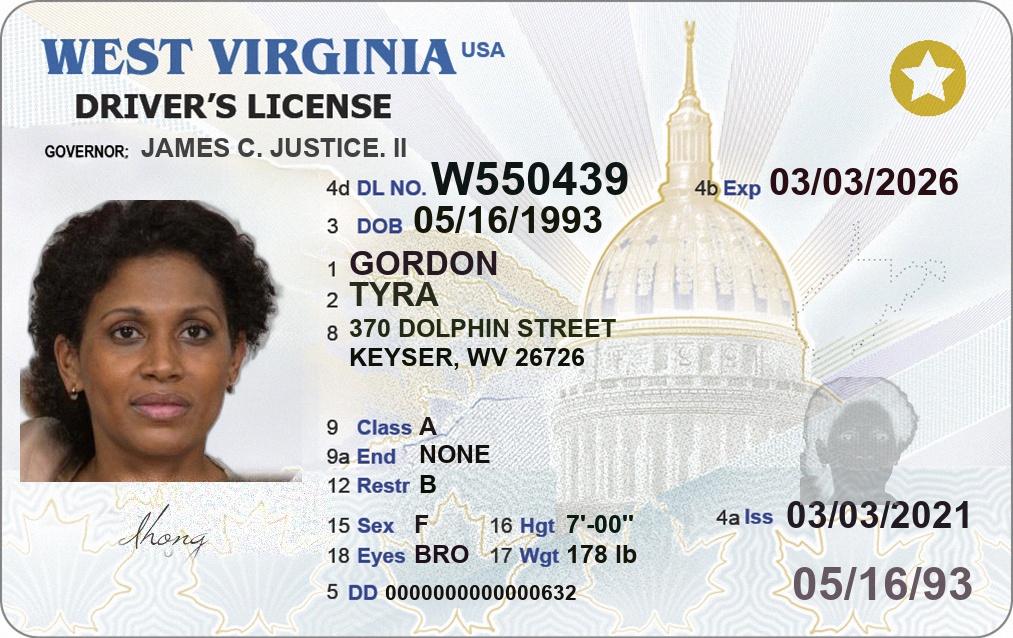 WEST VIRGINIA USA
DRIVER'S LICENSE
GOVERNOR: JAMES C. JUSTICE. II
4d DL NO. W550439 4b Exp 03/03/2026
3 DOB 05/16/1993
1 GORDON
2 TYRA
8 370 DOLPHIN STREET
KEYSER, WV 26726
9 Class A
9a End NONE
12 Restr B
15 Sex F 16 Hgt 7'-00" 4a Iss 03/03/2021
18 Eyes BRO 17 Wgt 178 lb
5 DD 0000000000000632 05/16/93